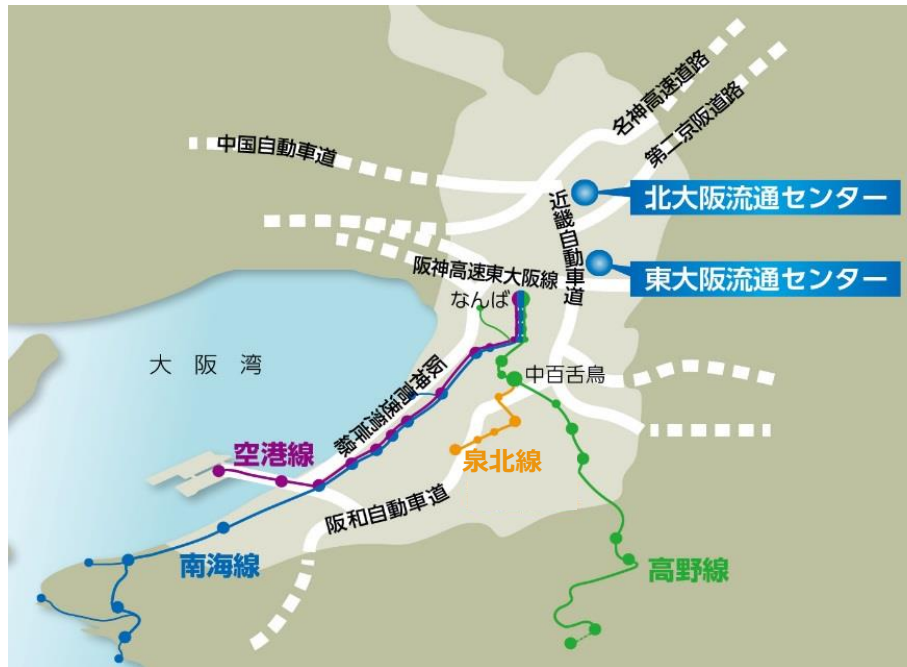 名神高速道路
第二京阪道路
中国自動車道
北大阪流通センター
近畿自動車道
東大阪流通センター
阪神高速東大阪線
なんば
大阪湾
中百舌鳥
阪神高速湾岸線
空港線
泉北線
阪和自動車道
南海線
高野線